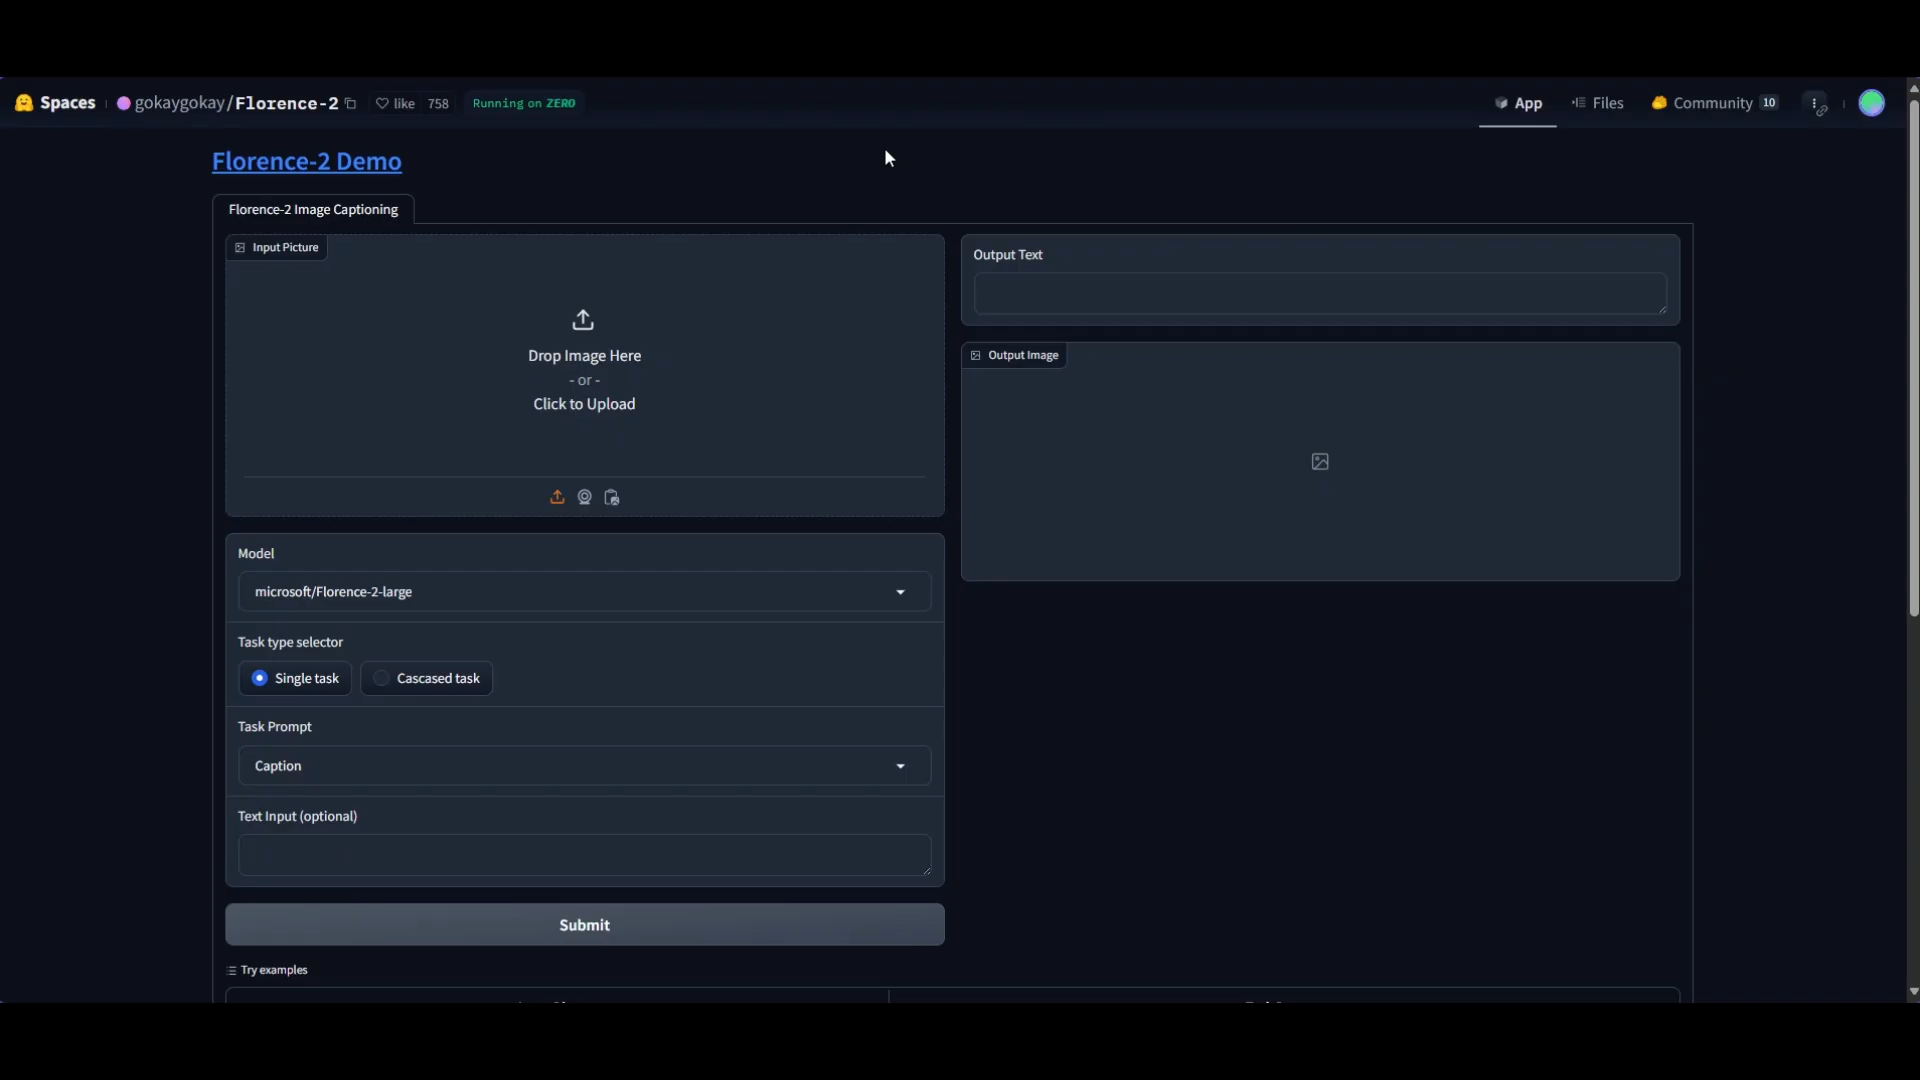 Spaces
gokaygokay/Florence-2
like 758
Running on ZERO
App
Files
Community 10
Florence-2 Demo
Florence-2 Image Captioning
Input Picture
Drop Image Here
- or -
Click to Upload
Model
microsoft/Florence-2-large
Task type selector
Single task
Cascased task
Task Prompt
Caption
Text Input (optional)
Submit
Try examples
Output Text
Output Image